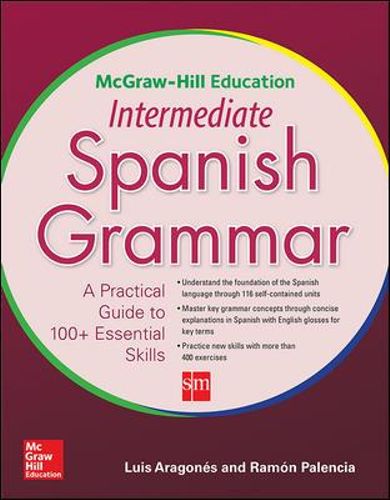 McGraw-Hill Education
Intermediate
Spanish
Grammar
A Practical
Guide to
100+ Essential
Skills
• Understand the foundation of the Spanish
language through 116 self-contained units
• Master key grammar concepts through concise
explanations in Spanish with English glosses for
key terms
• Practice new skills with more than
400 exercises
sm
Mc
Graw
Hill
Education
Luis Aragonés and Ramón Palencia